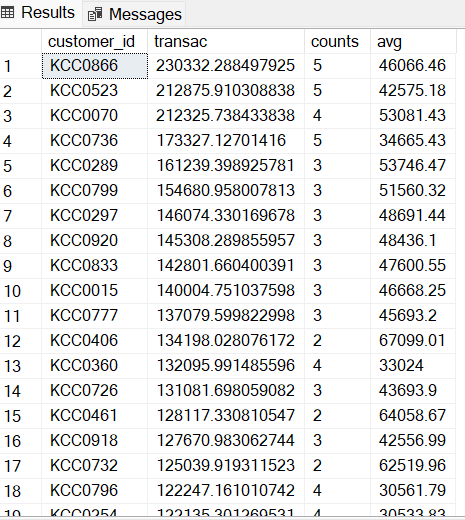 Results Messages
customer_id transac counts avg
1 KCC0866 230332.288497925 5 46066.46
2 KCC0523 212875.910308838 5 42575.18
3 KCC0070 212325.738433838 4 53081.43
4 KCC0736 173327.12701416 5 34665.43
5 KCC0289 161239.398925781 3 53746.47
6 KCC0799 154680.958007813 3 51560.32
7 KCC0297 146074.330169678 3 48691.44
8 KCC0920 145308.289855957 3 48436.1
9 KCC0833 142801.660400391 3 47600.55
10 KCC0015 140004.751037598 3 46668.25
11 KCC0777 137079.599822998 3 45693.2
12 KCC0406 134198.028076172 2 67099.01
13 KCC0360 132095.991485596 4 33024
14 KCC0726 131081.698059082 3 43693.9
15 KCC0461 128117.330810547 2 64058.67
16 KCC0918 127670.983062744 3 42556.99
17 KCC0732 125039.919311523 2 62519.96
18 KCC0796 122247.161010742 4 30561.79
19 KCC0254 122135.301269531 4 30533.83